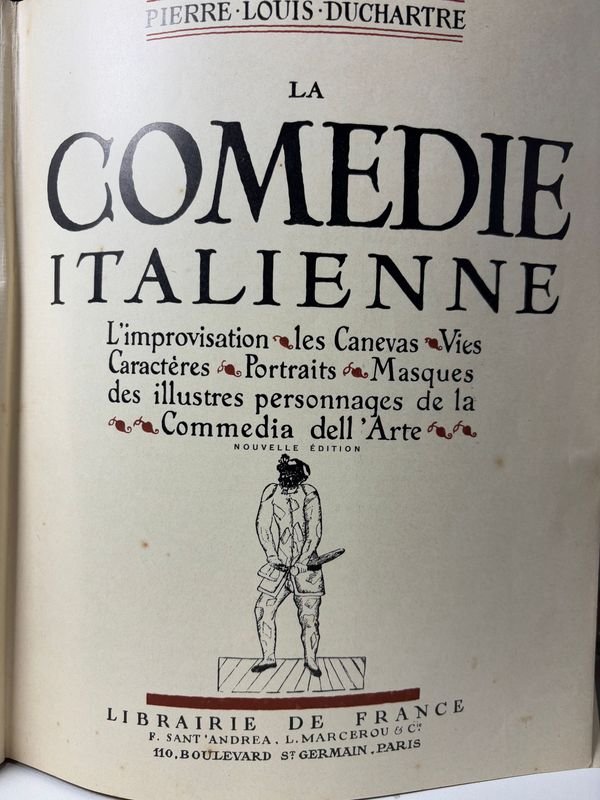 PIERRE·LOUIS·DUCHARTRE
LA
COMEDIE
ITALIENNE
L'improvisation les Canevas Vies
Caractères Portraits Masques
des illustres personnages de la
Commedia dell'Arte
NOUVELLE ÉDITION
LIBRAIRIE DE FRANCE
F. SANT'ANDREA, L. MARCEROU & Cie
110, BOULEVARD St GERMAIN, PARIS